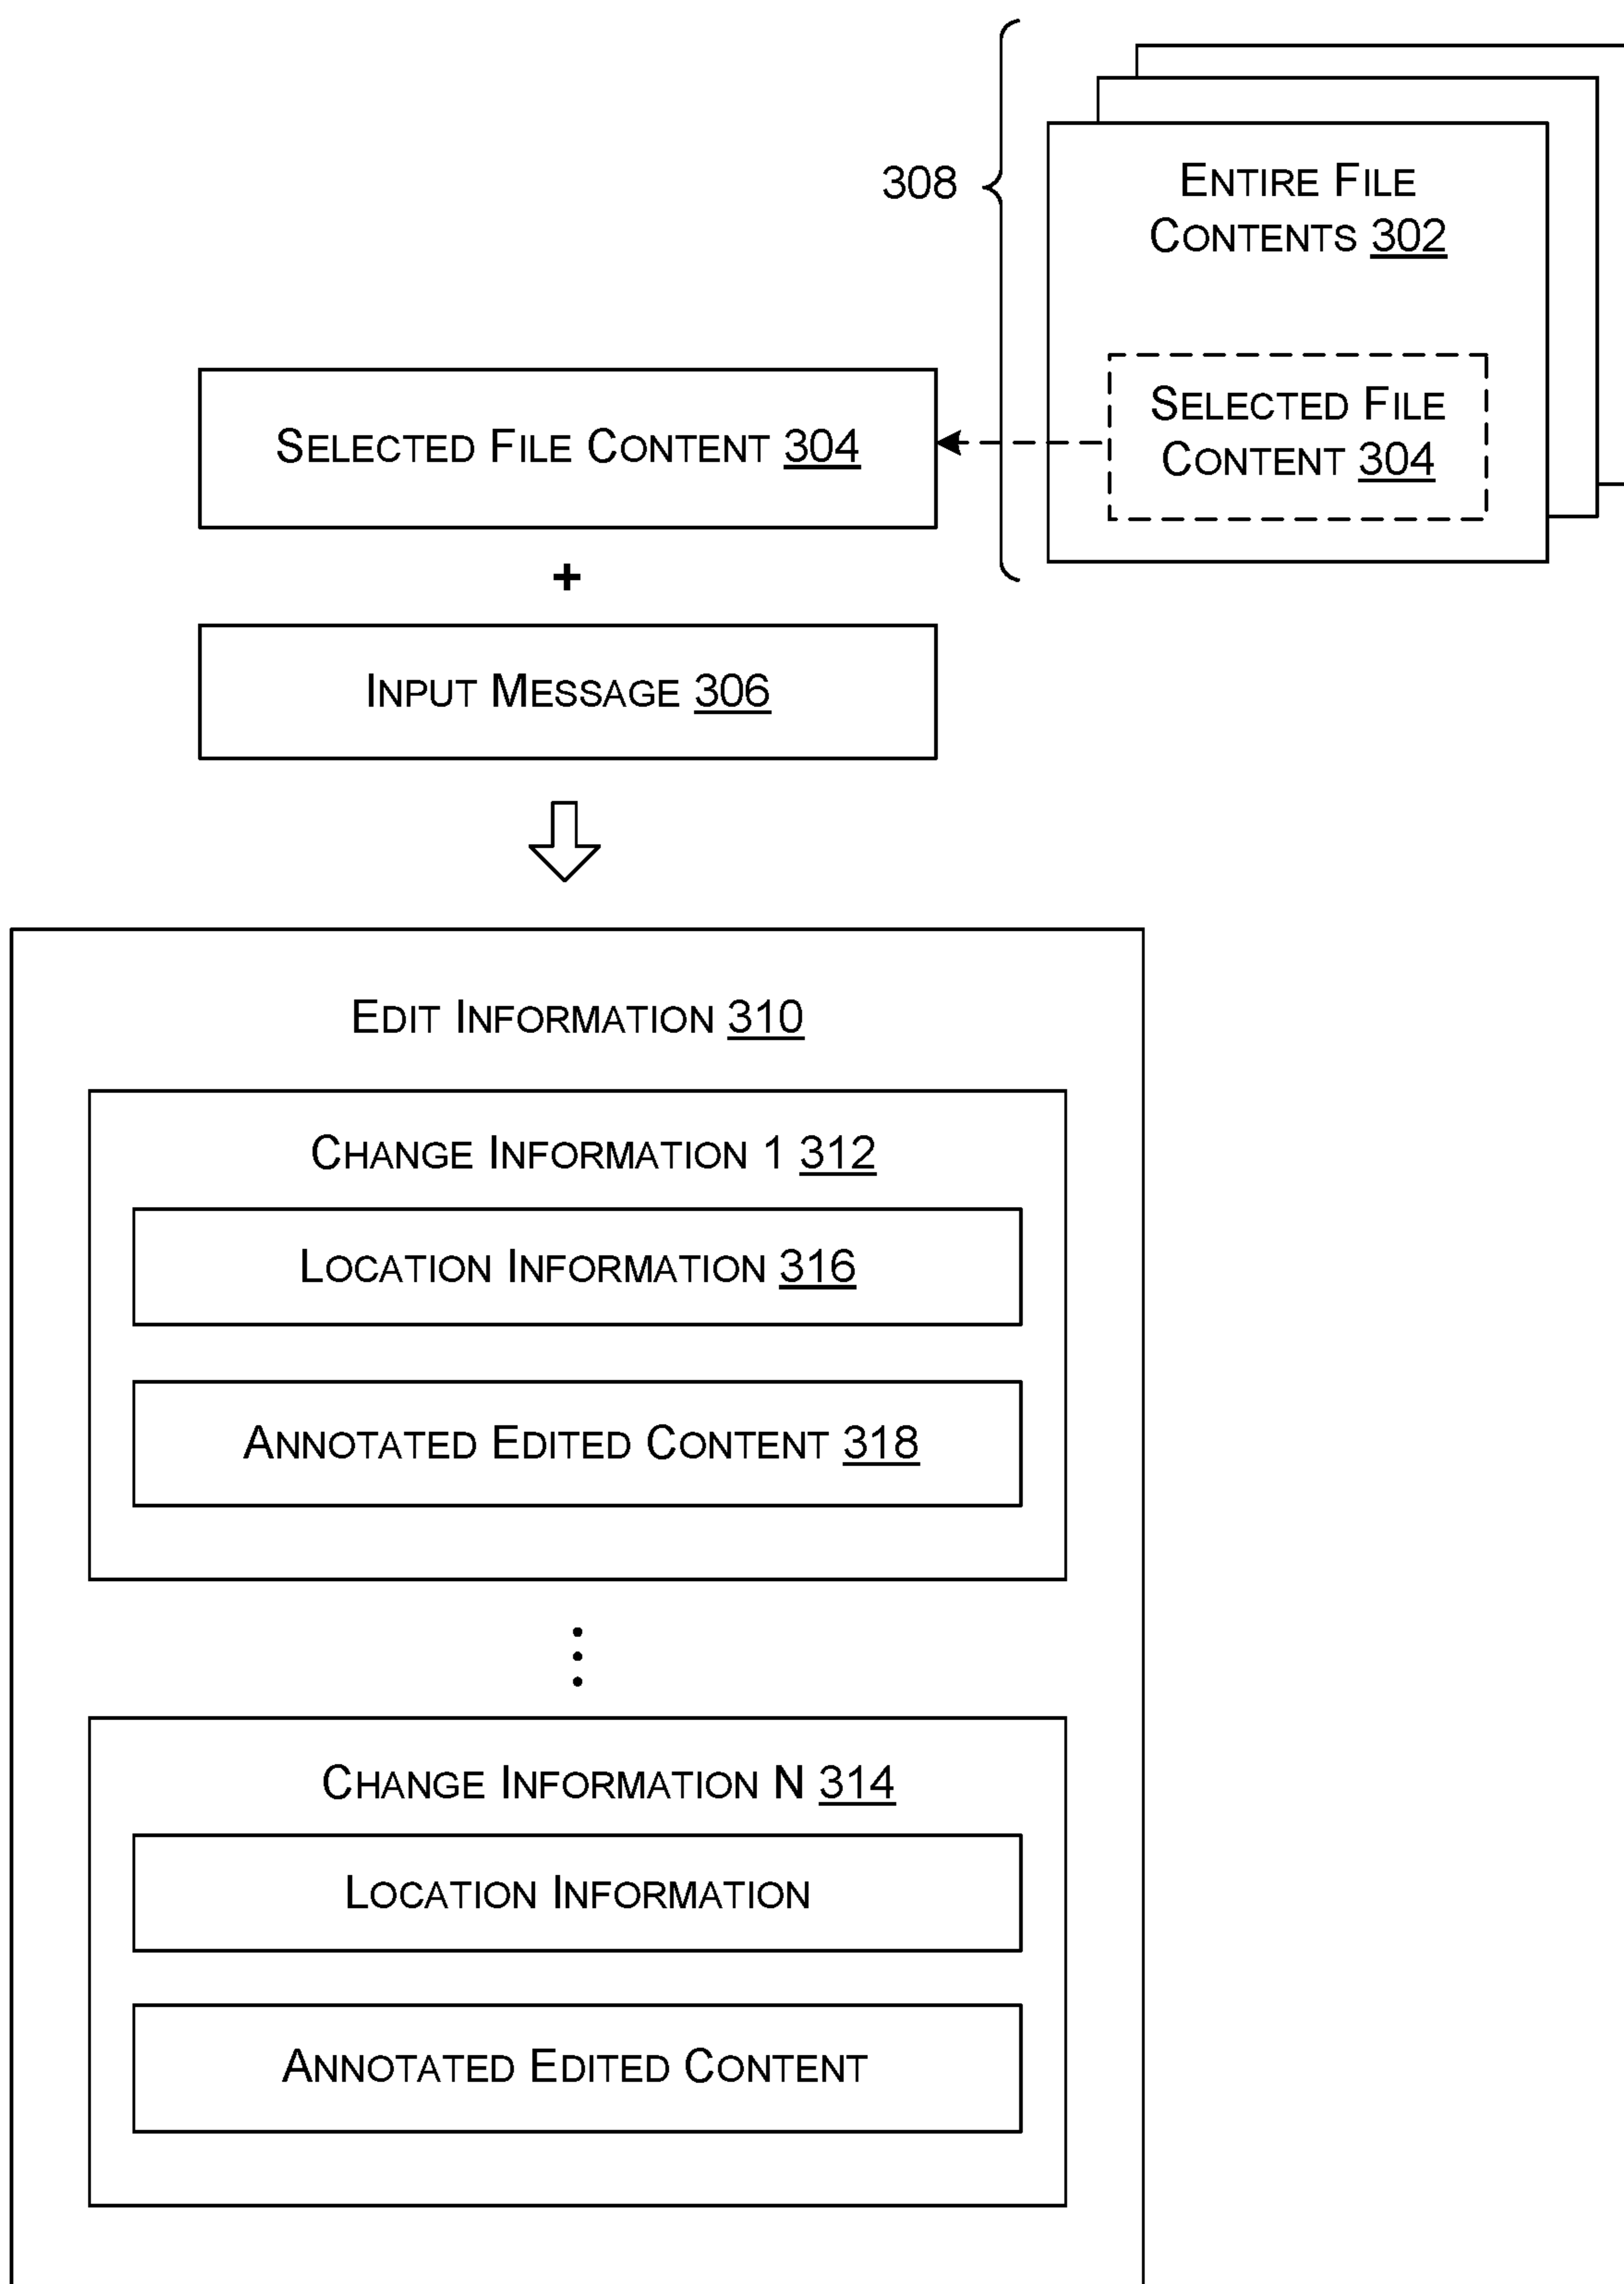 308
ENTIRE FILE
CONTENTS 302
SELECTED FILE
CONTENT 304
SELECTED FILE CONTENT 304
+
INPUT MESSAGE 306
EDIT INFORMATION 310
CHANGE INFORMATION 1 312
LOCATION INFORMATION 316
ANNOTATED EDITED CONTENT 318
CHANGE INFORMATION N 314
LOCATION INFORMATION
ANNOTATED EDITED CONTENT